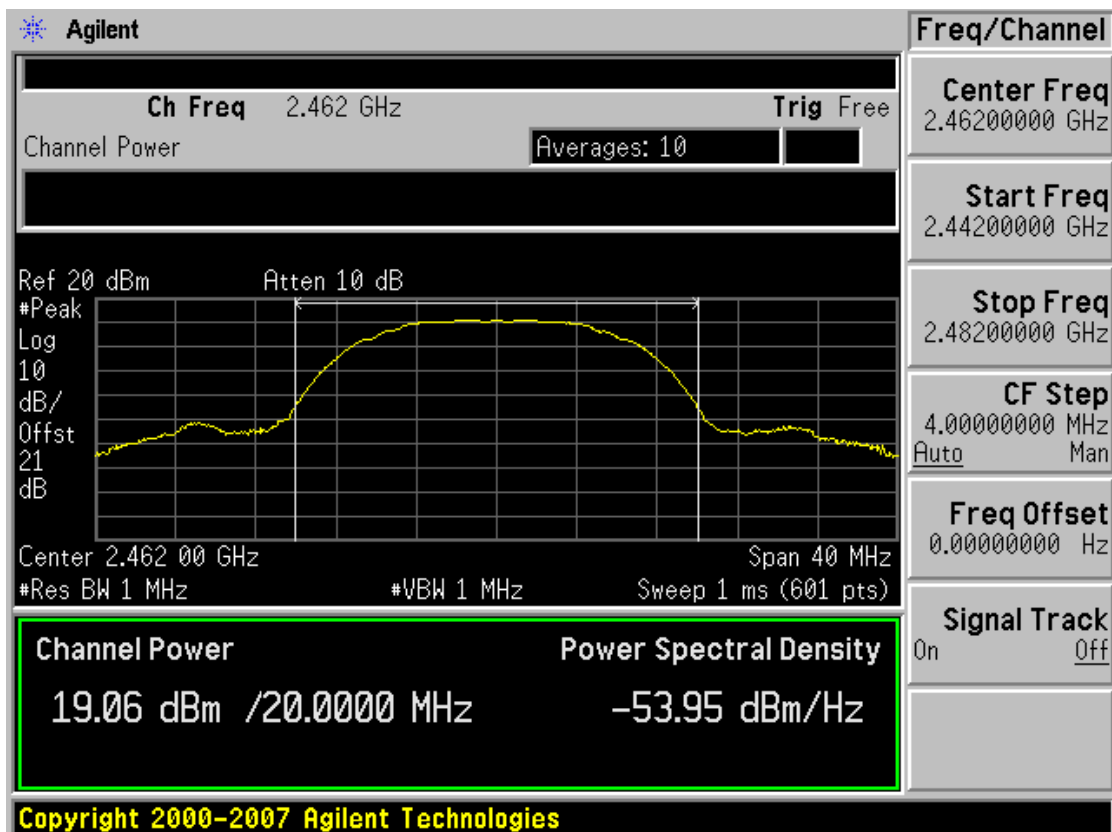 Agilent
Freq/Channel
Ch Freq 2.462 GHz Trig Free
Channel Power Averages: 10
Ref 20 dBm Atten 10 dB
#Peak
Log
10
dB/
Offst
21
dB
Center 2.462 00 GHz Span 40 MHz
#Res BW 1 MHz #VBW 1 MHz Sweep 1 ms (601 pts)
Channel Power Power Spectral Density
19.06 dBm /20.0000 MHz -53.95 dBm/Hz
Center Freq
2.46200000 GHz
Start Freq
2.44200000 GHz
Stop Freq
2.48200000 GHz
CF Step
4.00000000 MHz
Auto Man
Freq Offset
0.00000000 Hz
Signal Track
On Off
Copyright 2000-2007 Agilent Technologies